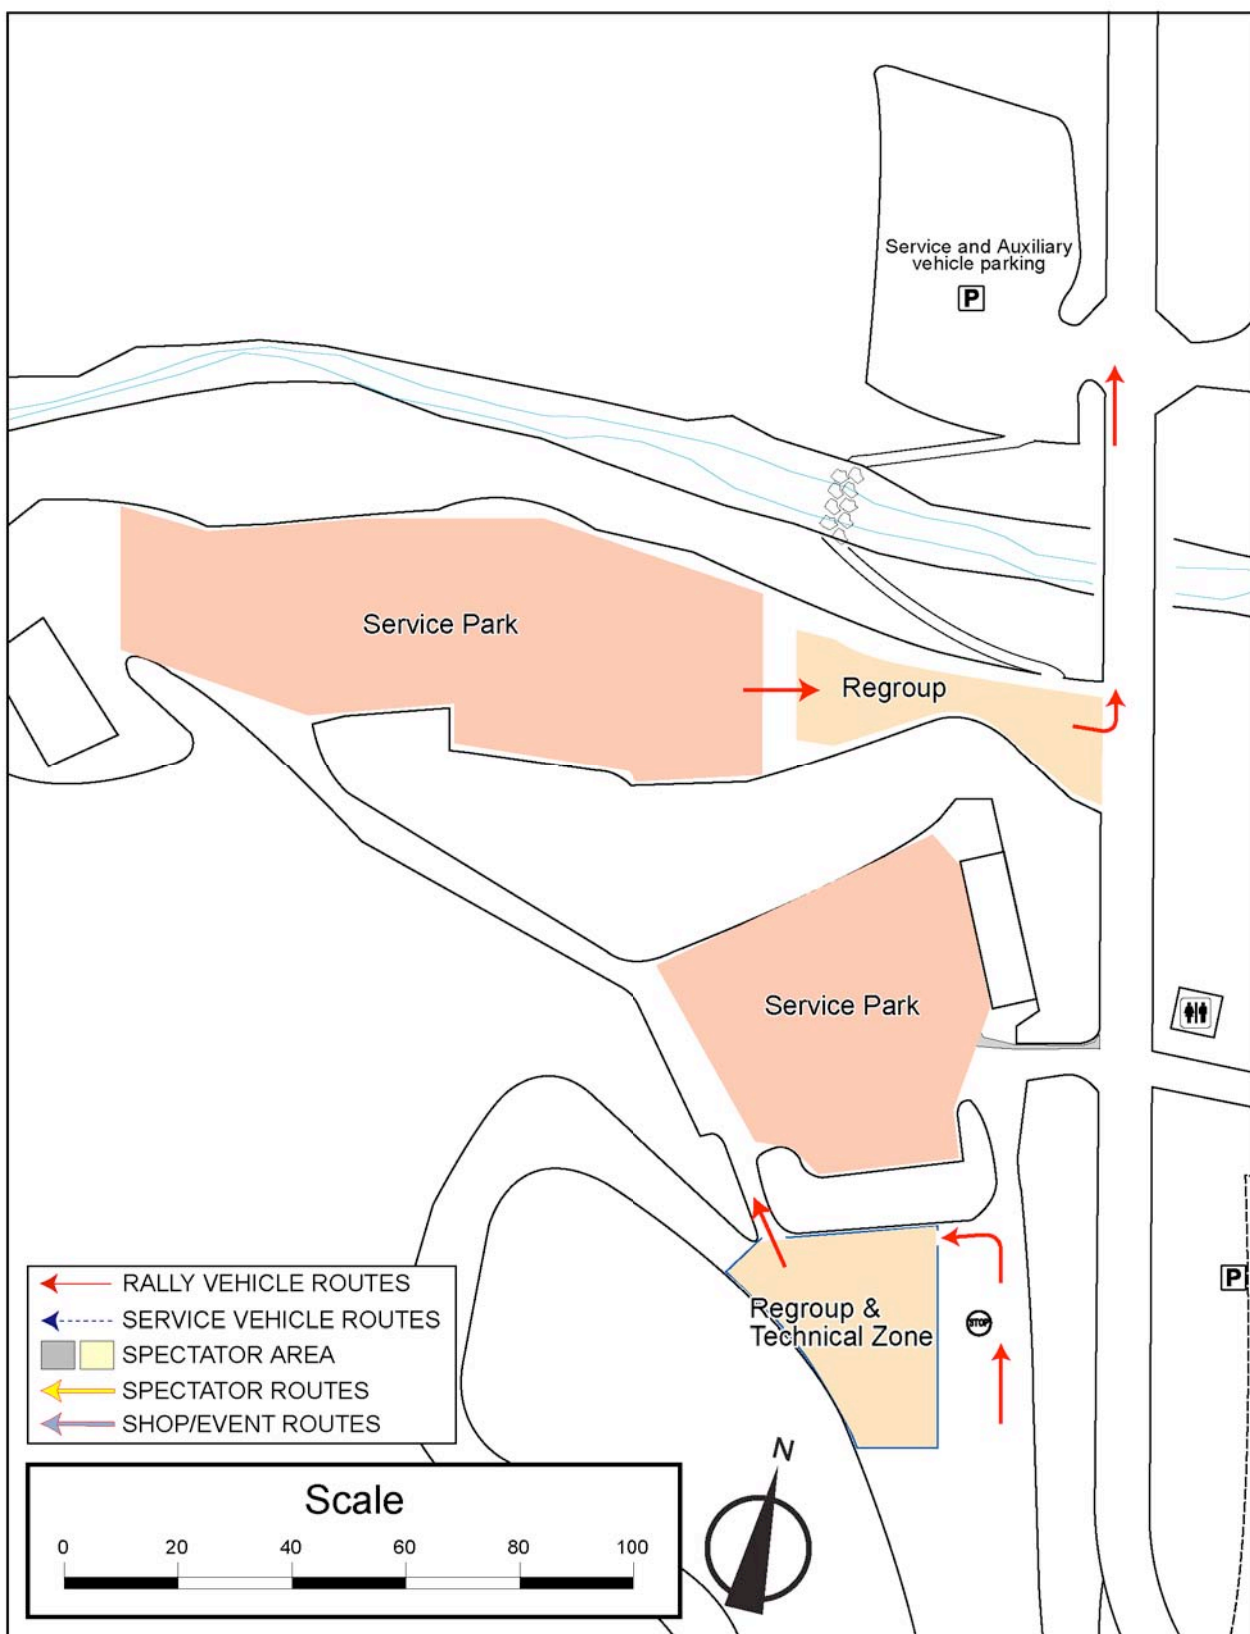 Service and Auxiliary
vehicle parking
P
Service Park
Regroup
Service Park
Regroup &
Technical Zone
STOP
P
RALLY VEHICLE ROUTES
SERVICE VEHICLE ROUTES
SPECTATOR AREA
SPECTATOR ROUTES
SHOP/EVENT ROUTES
N
Scale
0 20 40 60 80 100